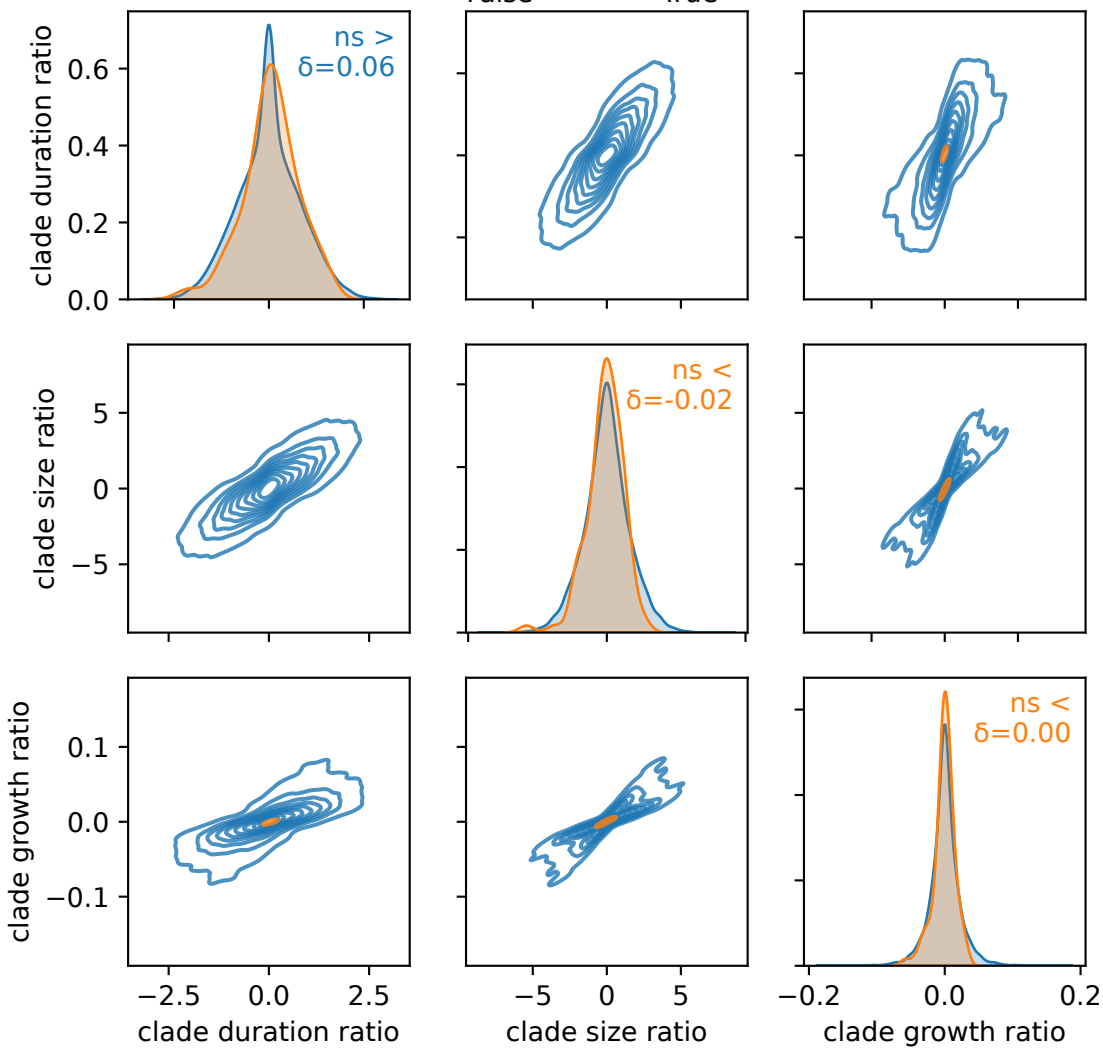 clade duration ratio
0.6
0.4
0.2
0.0
ns >
δ=0.06
clade size ratio
5
0
−5
ns <
δ=-0.02
clade growth ratio
0.1
0.0
−0.1
ns <
δ=0.00
−2.5 0.0 2.5
−5 0 5
−0.2 0.0 0.2
clade duration ratio
clade size ratio
clade growth ratio